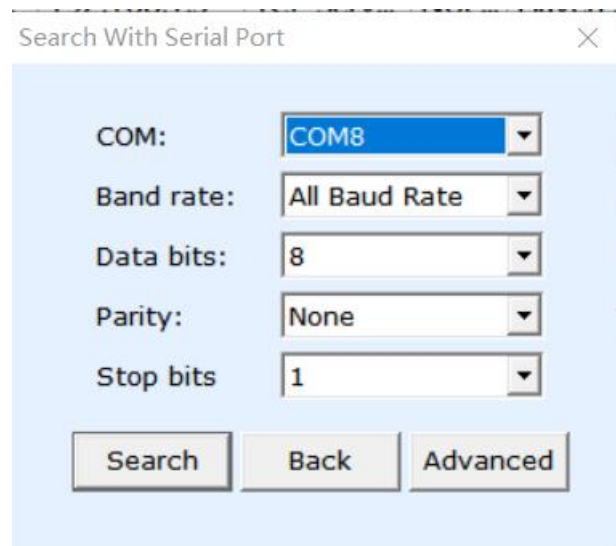 Search With Serial Port
COM: COM8
Band rate: All Baud Rate
Data bits: 8
Parity: None
Stop bits 1
Search Back Advanced